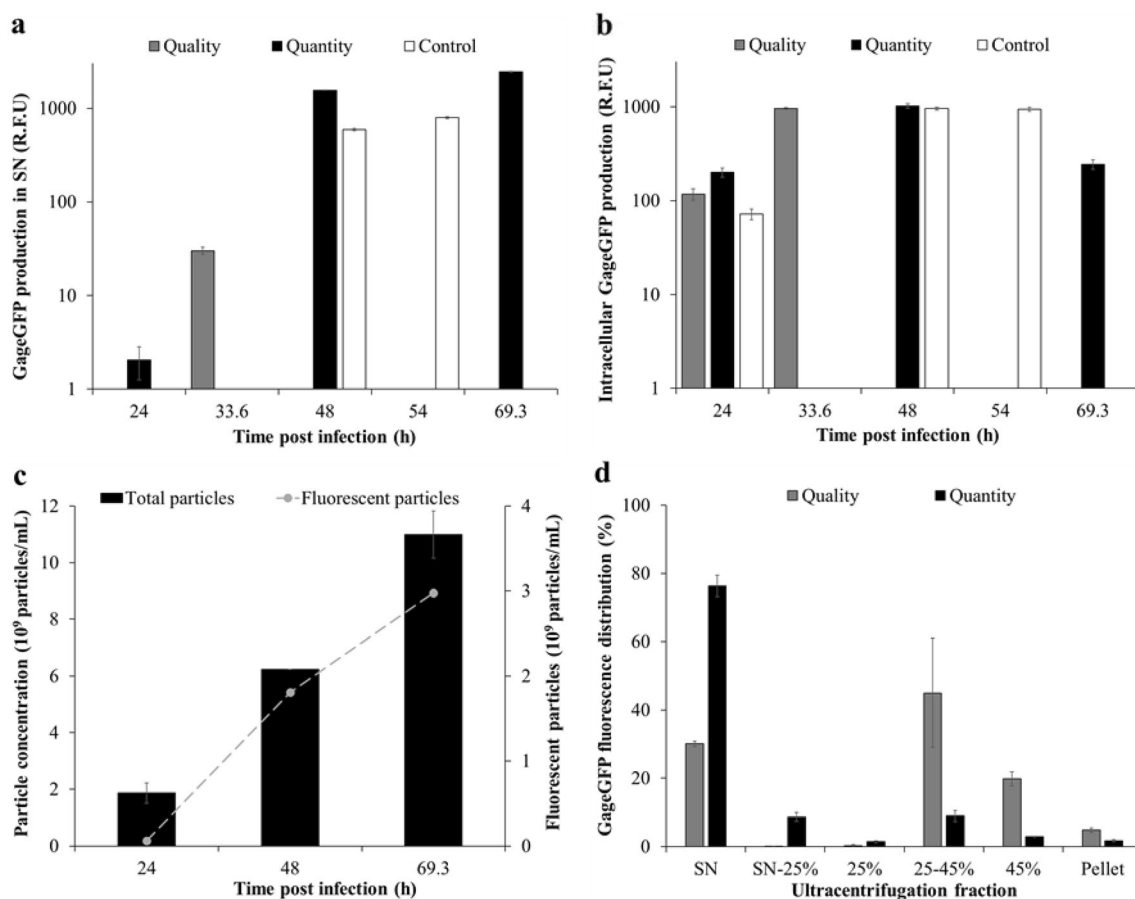 a
Quality Quantity Control
GageGFP production in SN (R.F.U)
1000
100
10
1
24 33.6 48 54 69.3
Time post infection (h)
b
Quality Quantity Control
Intracellular GageGFP production (R.F.U)
1000
100
10
1
24 33.6 48 54 69.3
Time post infection (h)
c
Total particles Fluorescent particles
Particle concentration (10⁹ particles/mL)
12
10
8
6
4
2
0
4
3
2
1
0
Fluorescent particles (10⁹ particles/mL)
24 48 69.3
Time post infection (h)
d
Quality Quantity
GageGFP fluorescence distribution (%)
100
80
60
40
20
0
SN SN-25% 25% 25-45% 45% Pellet
Ultracentrifugation fraction